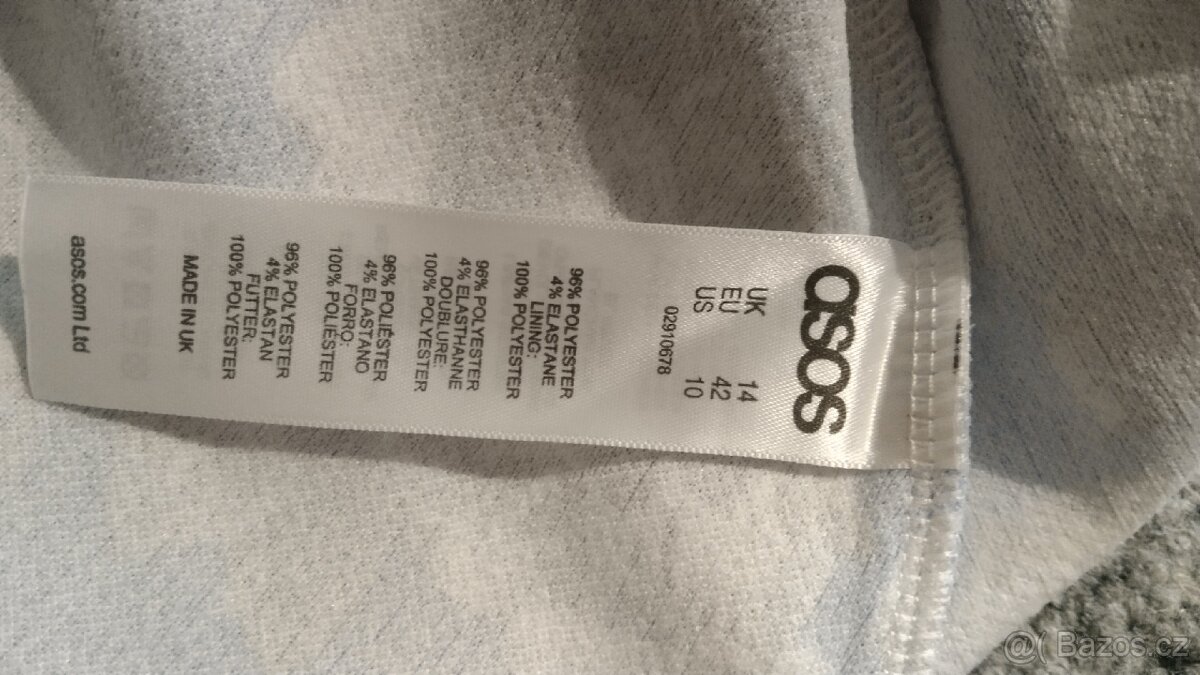 asos
UK 14
EU 42
US 10
02910678
96% POLYESTER
4% ELASTANE
LINING:
100% POLYESTER
96% POLYESTER
4% ELASTHANNE
DOUBLURE:
100% POLYESTER
96% POLIÉSTER
4% ELASTANO
FORRO:
100% POLIÉSTER
96% POLYESTER
4% ELASTAN
FUTTER:
100% POLYESTER
MADE IN UK
asos.com Ltd
@( Bazos.cz